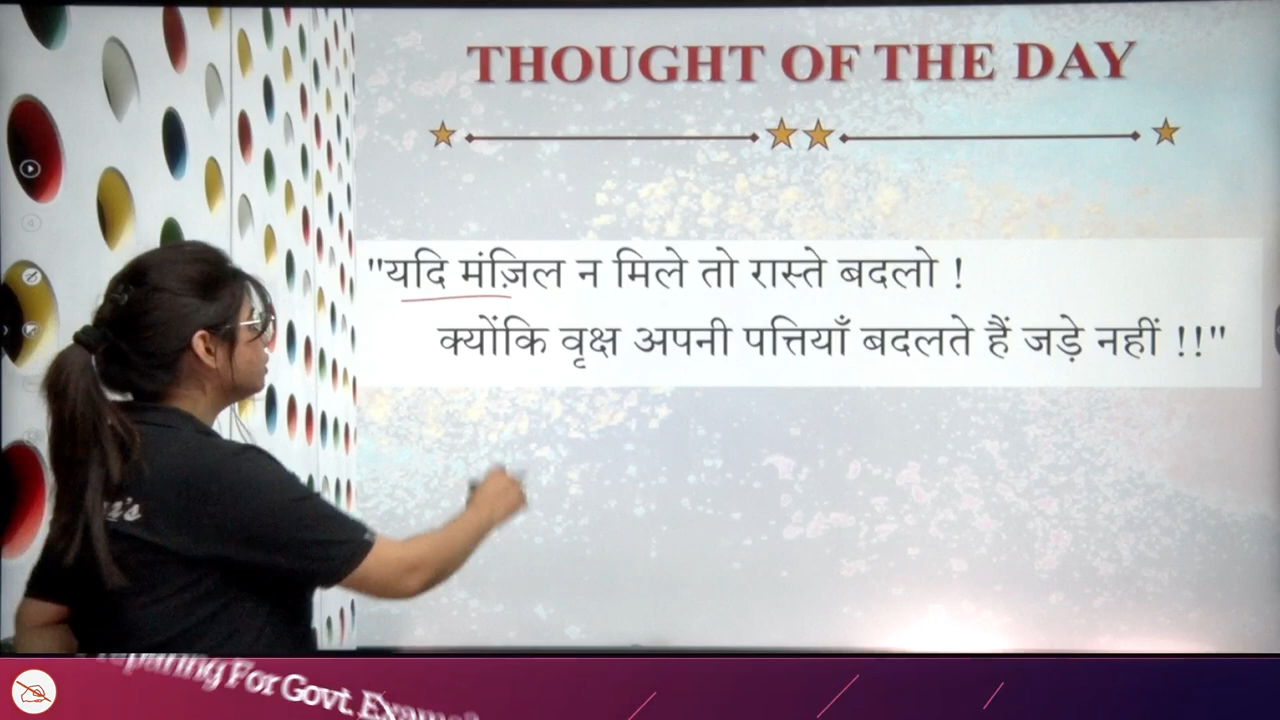 THOUGHT OF THE DAY
"यदि मंज़िल न मिले तो रास्ते बदलो !
क्योंकि वृक्ष अपनी पत्तियाँ बदलते हैं जड़े नहीं !!"
Preparing For Govt. Exams?